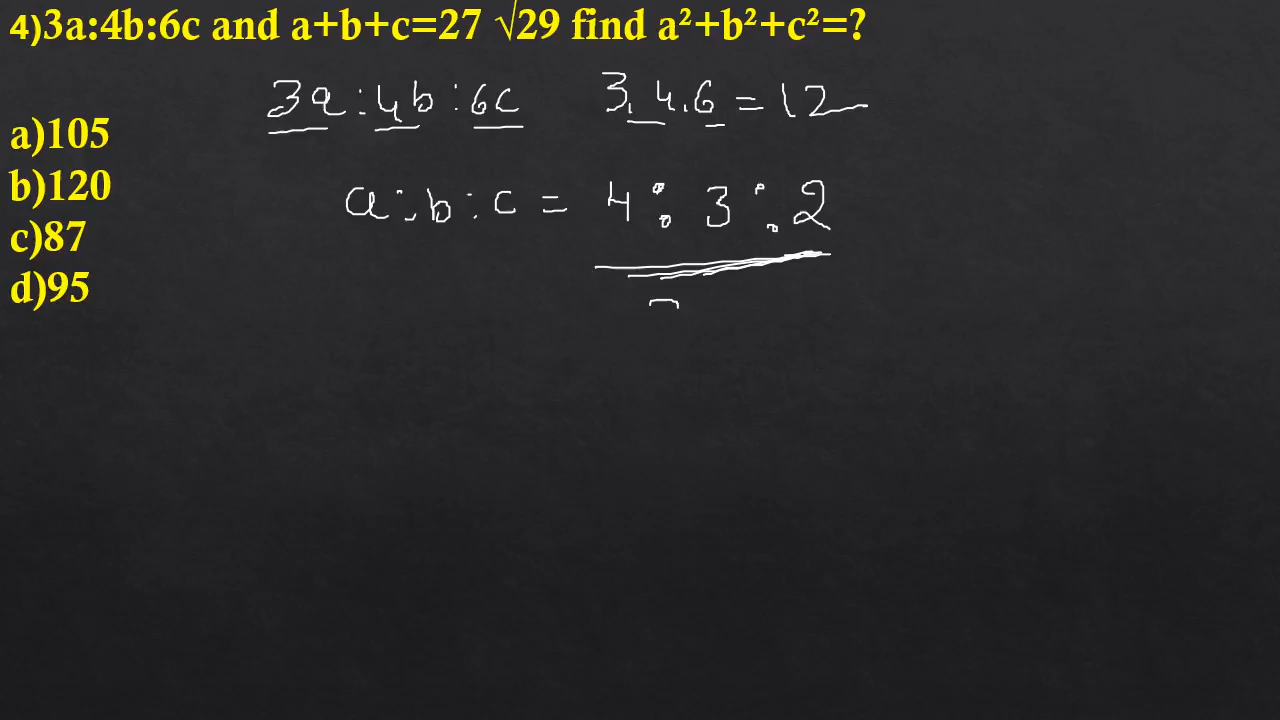 4)3a:4b:6c and a+b+c=27 √29 find a²+b²+c²=?
3a:4b:6c 3,4,6=12
a)105
b)120
a:b:c = 4:3:2
c)87
d)95